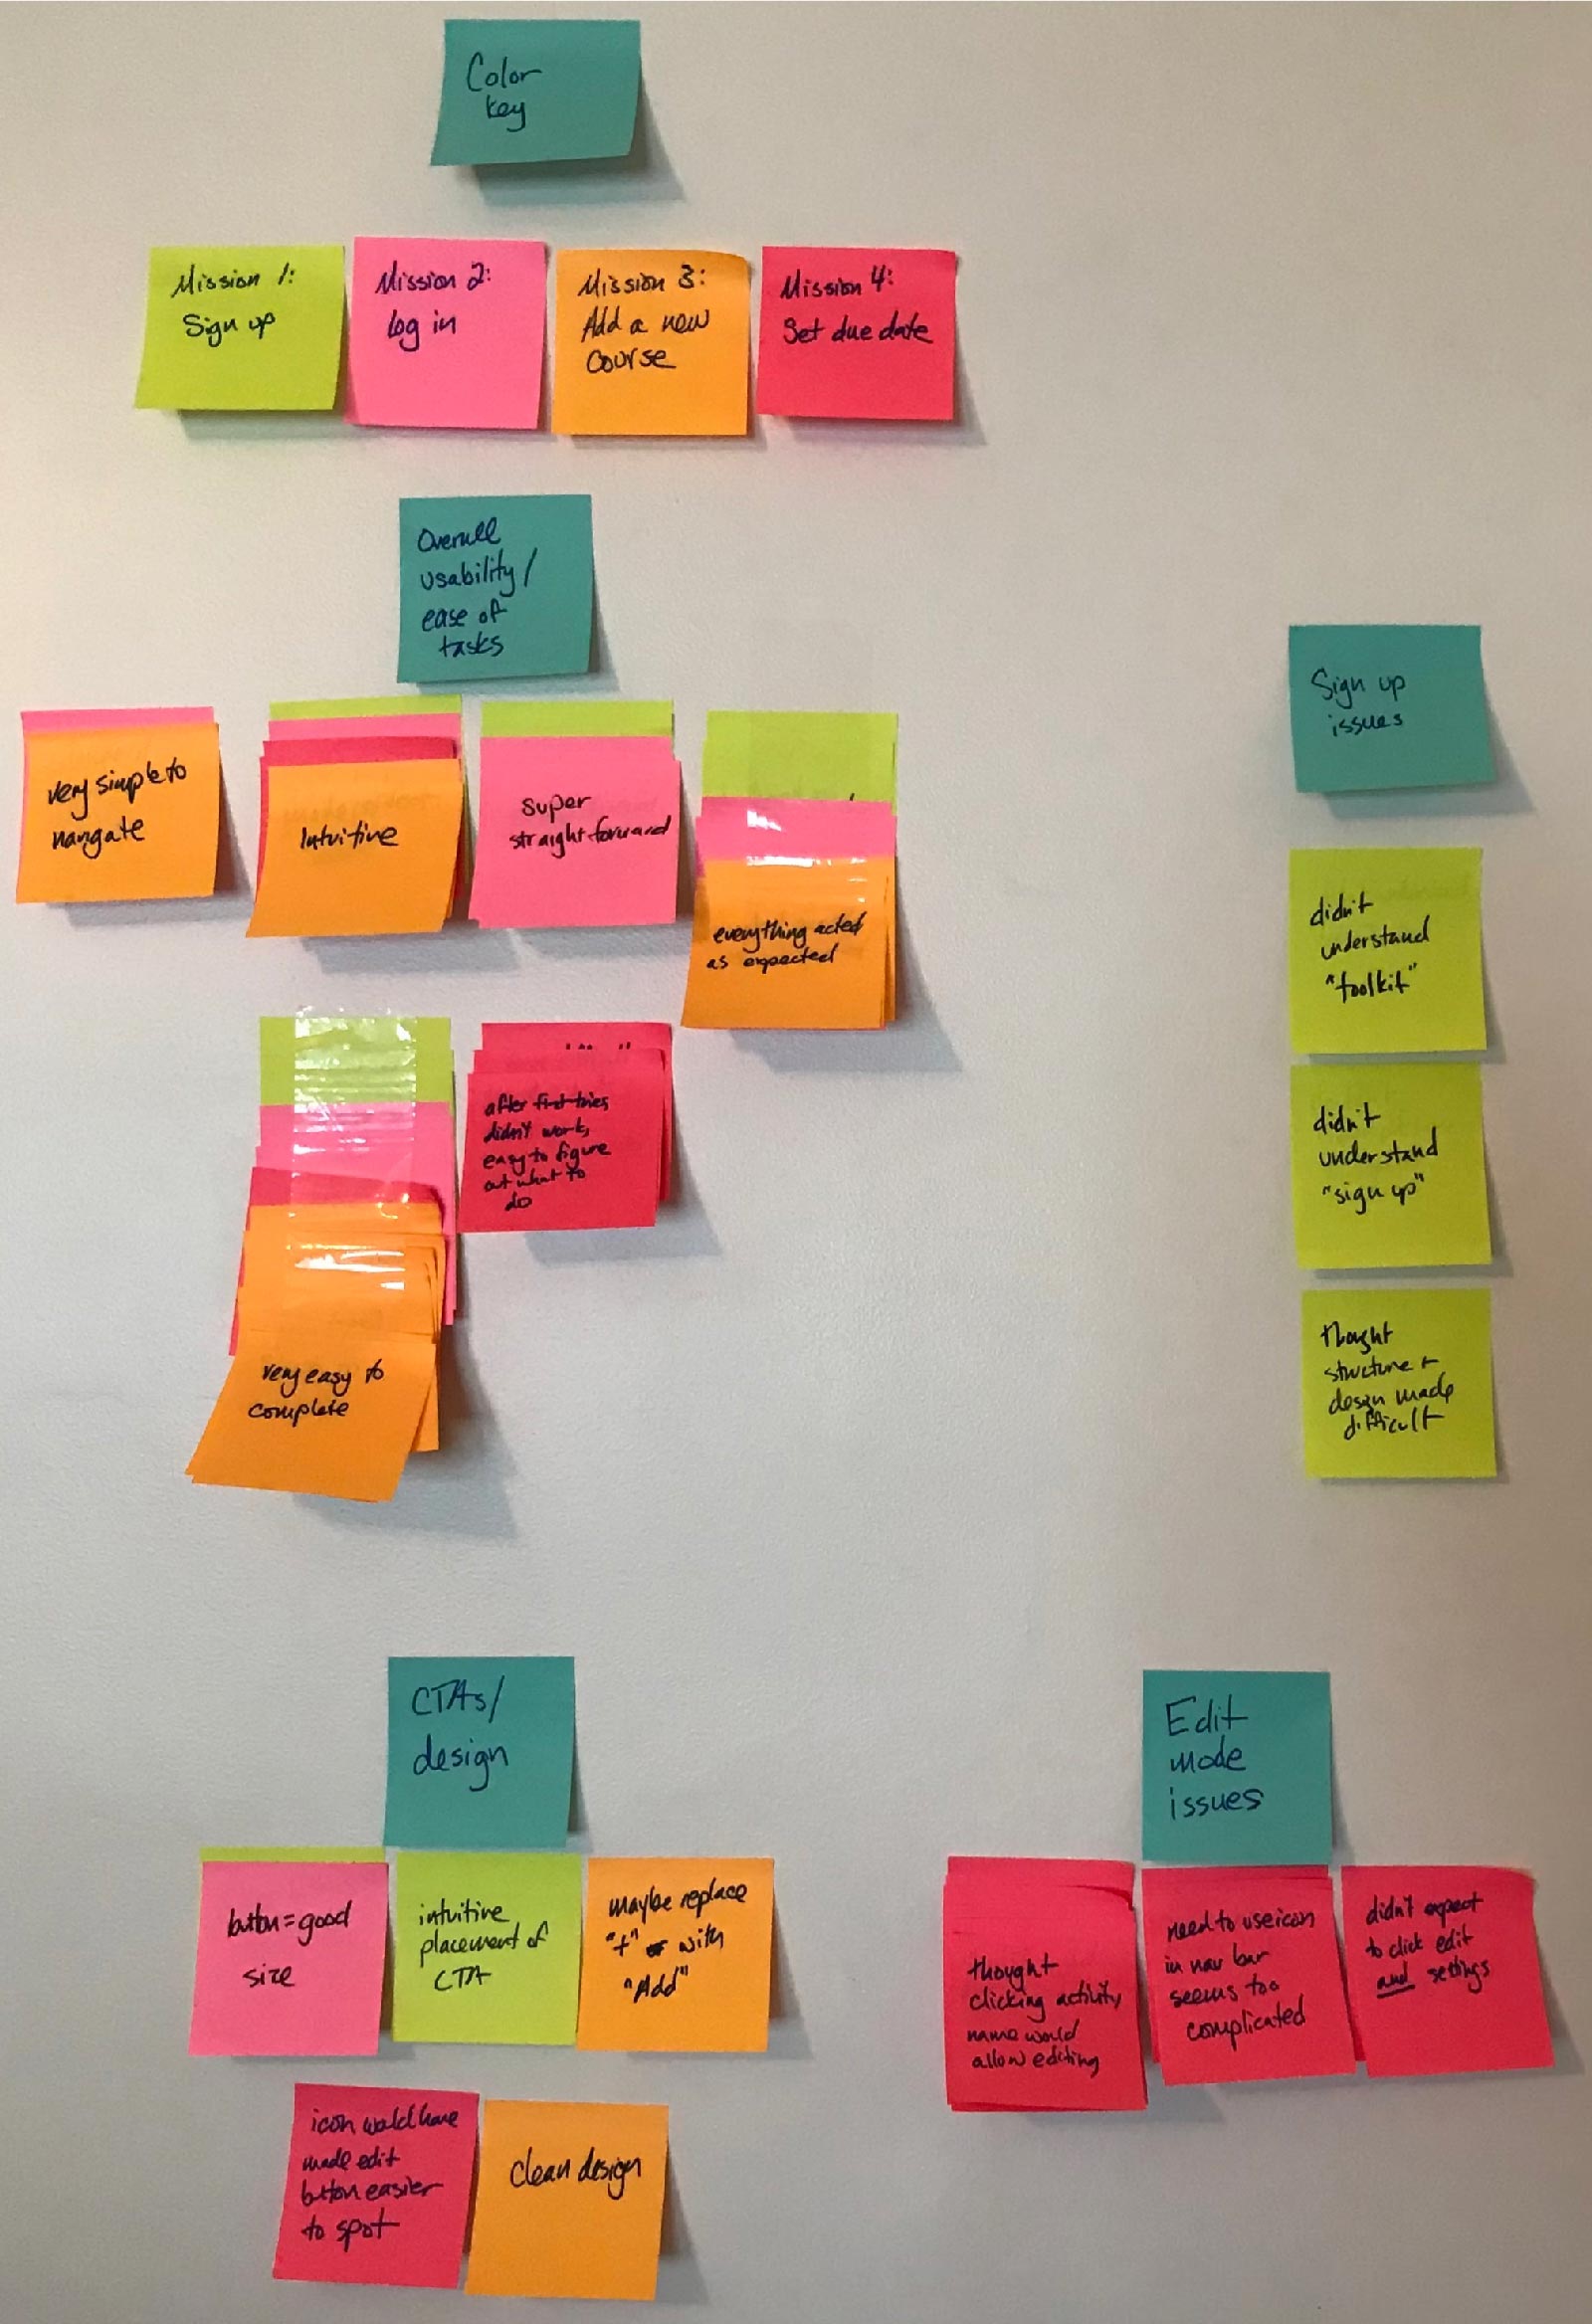 Color
key
Mission 1:
Sign up
Mission 2:
Log in
Mission 3:
Add a new
Course
Mission 4:
Set due date
Overall
usability/
ease of
tasks
very simple to
navigate
Intuitive
super
straightforward
everything acted
as expected
after first tries
didn't work,
easy to figure
out what to
do
very easy to
complete
Sign up
issues
didn't
understand
"toolkit"
didn't
understand
"sign up"
thought
structure +
design made
difficult
CTAs/
design
button = good
size
intuitive
placement of
CTA
maybe replace
"+" with
"Add"
icon would have
made edit
button easier
to spot
clean design
Edit
mode
issues
thought
clicking activity
name would
allow editing
need to use icon
in nav bar
seems too
complicated
didn't expect
to click edit
and settings